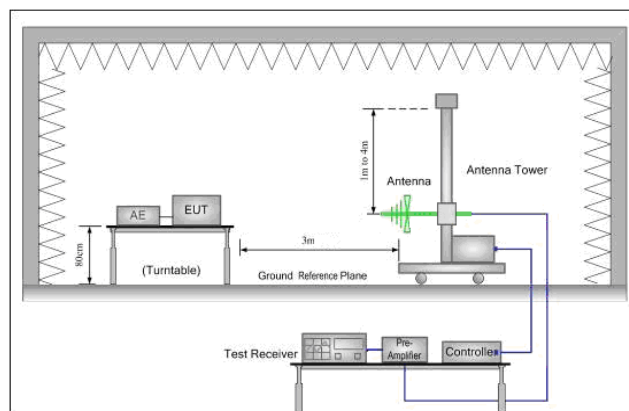 1m to 4m
Antenna
Antenna Tower
AE
EUT
80cm
(Turntable)
3m
Ground Reference Plane
Test Receiver
Pre-
Amplifier
Controller